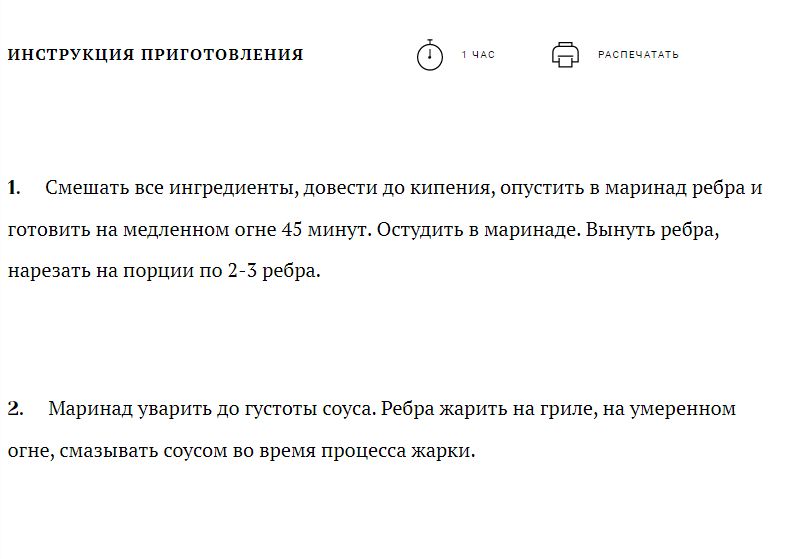 ИНСТРУКЦИЯ ПРИГОТОВЛЕНИЯ 1 ЧАС РАСПЕЧАТАТЬ
1. Смешать все ингредиенты, довести до кипения, опустить в маринад ребра и
готовить на медленном огне 45 минут. Остудить в маринаде. Вынуть ребра,
нарезать на порции по 2-3 ребра.
2. Маринад уварить до густоты соуса. Ребра жарить на гриле, на умеренном
огне, смазывать соусом во время процесса жарки.